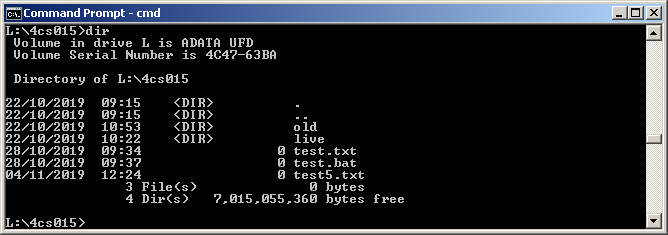 Command Prompt - cmd
L:\4cs015>dir
 Volume in drive L is ADATA UFD
 Volume Serial Number is 4C47-63BA
 Directory of L:\4cs015
22/10/2019  09:15    <DIR>          .
22/10/2019  09:15    <DIR>          ..
22/10/2019  10:53    <DIR>          old
22/10/2019  10:22    <DIR>          live
28/10/2019  09:34                 0 test.txt
28/10/2019  09:37                 0 test.bat
04/11/2019  12:24                 0 test5.txt
               3 File(s)              0 bytes
               4 Dir(s)   7,015,055,360 bytes free
L:\4cs015>